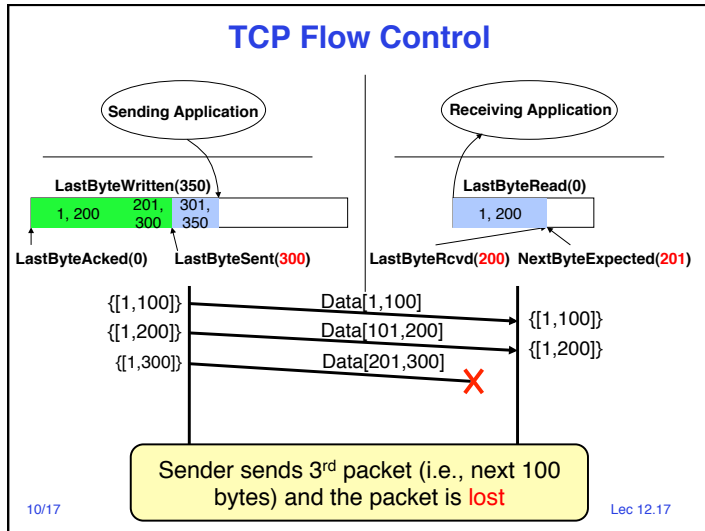 TCP Flow Control
Sending Application
Receiving Application
LastByteWritten(350)
LastByteRead(0)
1, 200
201,
300
301,
350
1, 200
LastByteAcked(0)
LastByteSent(300)
LastByteRcvd(200)
NextByteExpected(201)
{[1,100]}
Data[1,100]
{[1,100]}
{[1,200]}
Data[101,200]
{[1,200]}
{[1,300]}
Data[201,300]
Sender sends 3rd packet (i.e., next 100
bytes) and the packet is lost
10/17
Lec 12.17